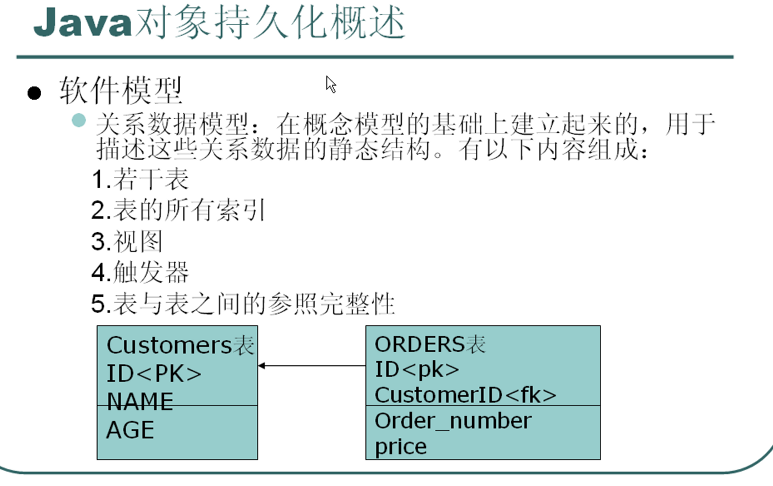 Java对象持久化概述
软件模型
关系数据模型：在概念模型的基础上建立起来的，用于
描述这些关系数据的静态结构。有以下内容组成：
1.若干表
2.表的所有索引
3.视图
4.触发器
5.表与表之间的参照完整性
Customers表
ID<PK>
NAME
AGE
ORDERS表
ID<pk>
CustomerID<fk>
Order_number
price